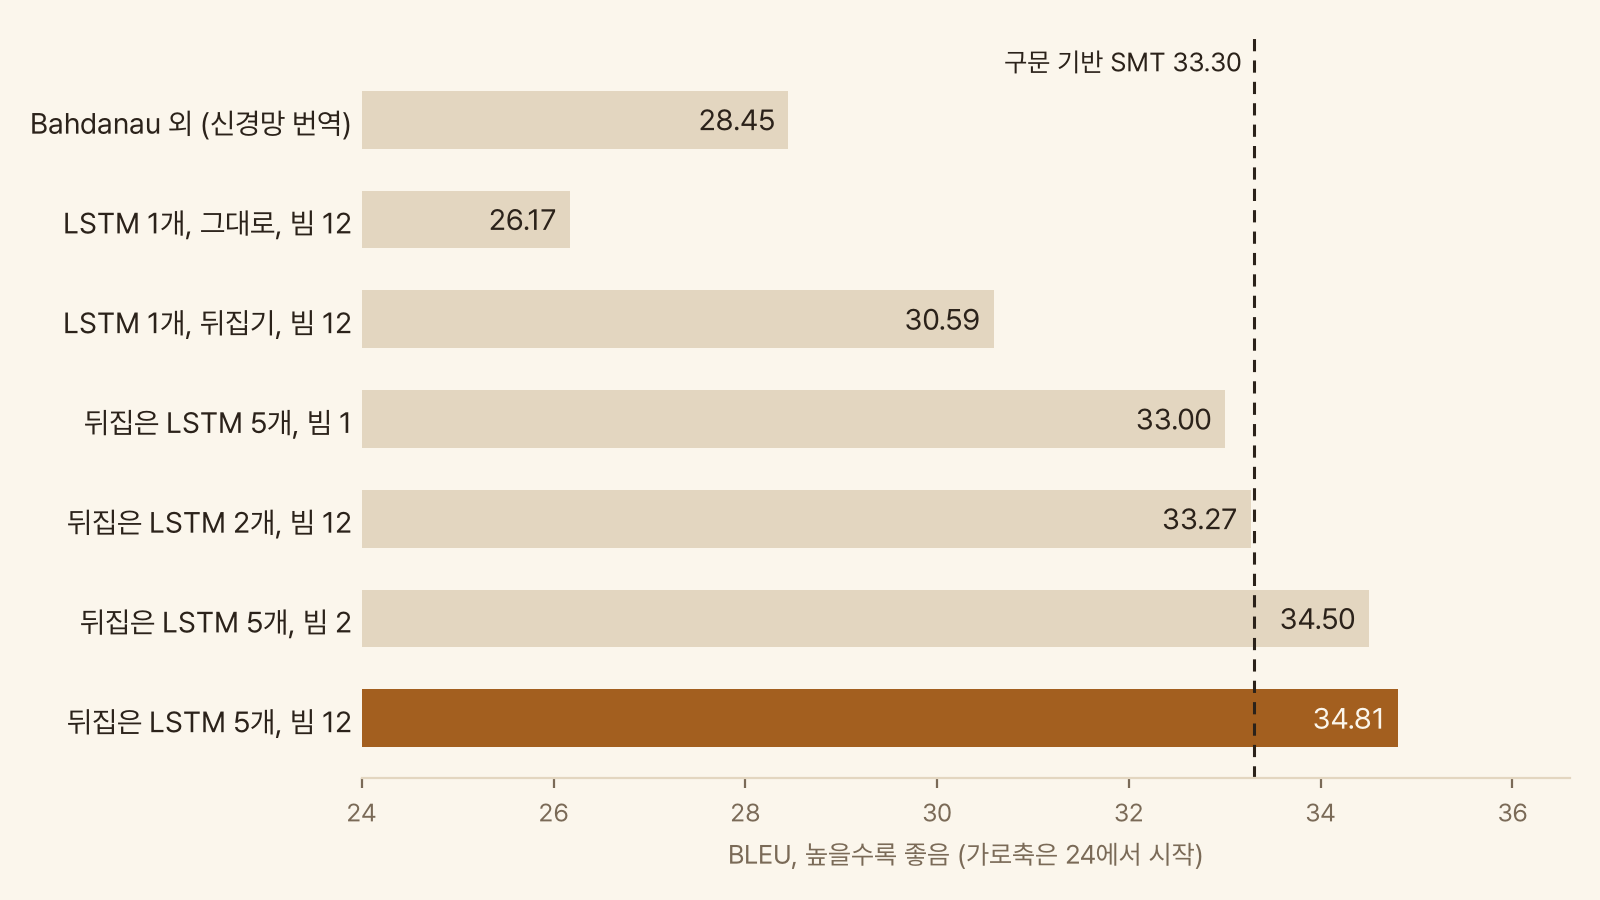 구문 기반 SMT 33.30
Bahdanau 외 (신경망 번역)
28.45
LSTM 1개, 그대로, 빔 12
26.17
LSTM 1개, 뒤집기, 빔 12
30.59
뒤집은 LSTM 5개, 빔 1
33.00
뒤집은 LSTM 2개, 빔 12
33.27
뒤집은 LSTM 5개, 빔 2
34.50
뒤집은 LSTM 5개, 빔 12
34.81
24 26 28 30 32 34 36
BLEU, 높을수록 좋음 (가로축은 24에서 시작)